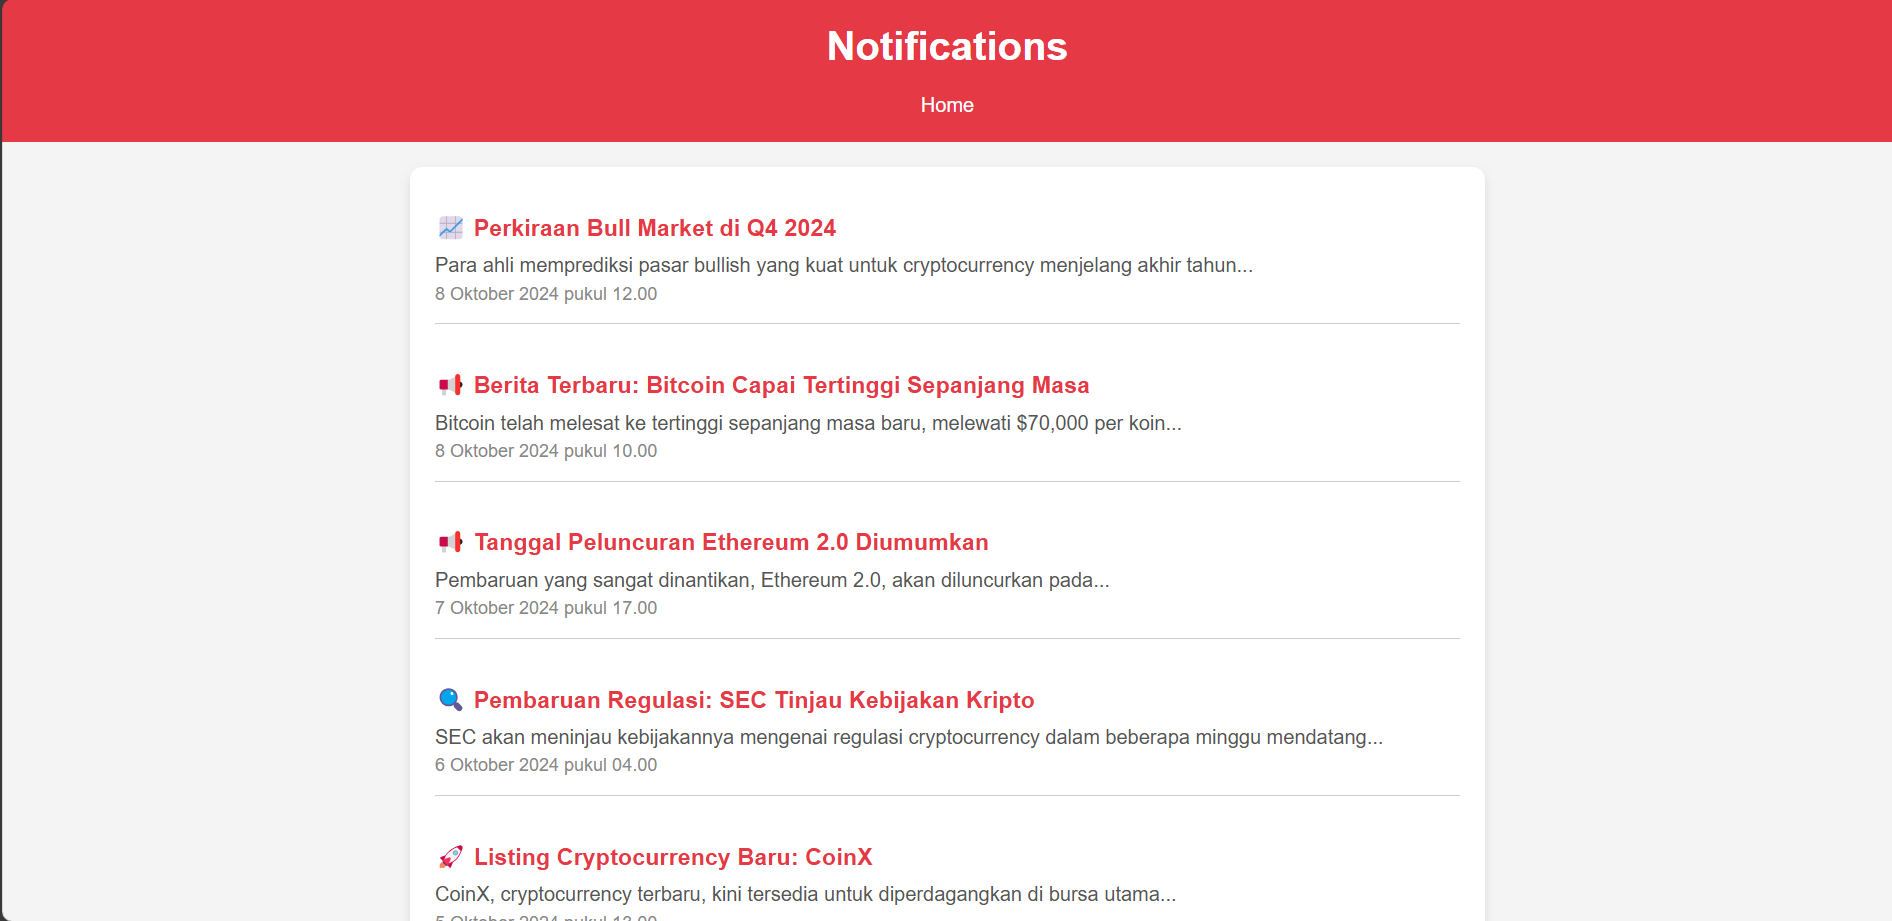 Notifications
Home
Perkiraan Bull Market di Q4 2024
Para ahli memprediksi pasar bullish yang kuat untuk cryptocurrency menjelang akhir tahun...
8 Oktober 2024 pukul 12.00
Berita Terbaru: Bitcoin Capai Tertinggi Sepanjang Masa
Bitcoin telah melesat ke tertinggi sepanjang masa baru, melewati $70,000 per koin...
8 Oktober 2024 pukul 10.00
Tanggal Peluncuran Ethereum 2.0 Diumumkan
Pembaruan yang sangat dinantikan, Ethereum 2.0, akan diluncurkan pada...
7 Oktober 2024 pukul 17.00
Pembaruan Regulasi: SEC Tinjau Kebijakan Kripto
SEC akan meninjau kebijakannya mengenai regulasi cryptocurrency dalam beberapa minggu mendatang...
6 Oktober 2024 pukul 04.00
Listing Cryptocurrency Baru: CoinX
CoinX, cryptocurrency terbaru, kini tersedia untuk diperdagangkan di bursa utama...
5 Oktober 2024 pukul